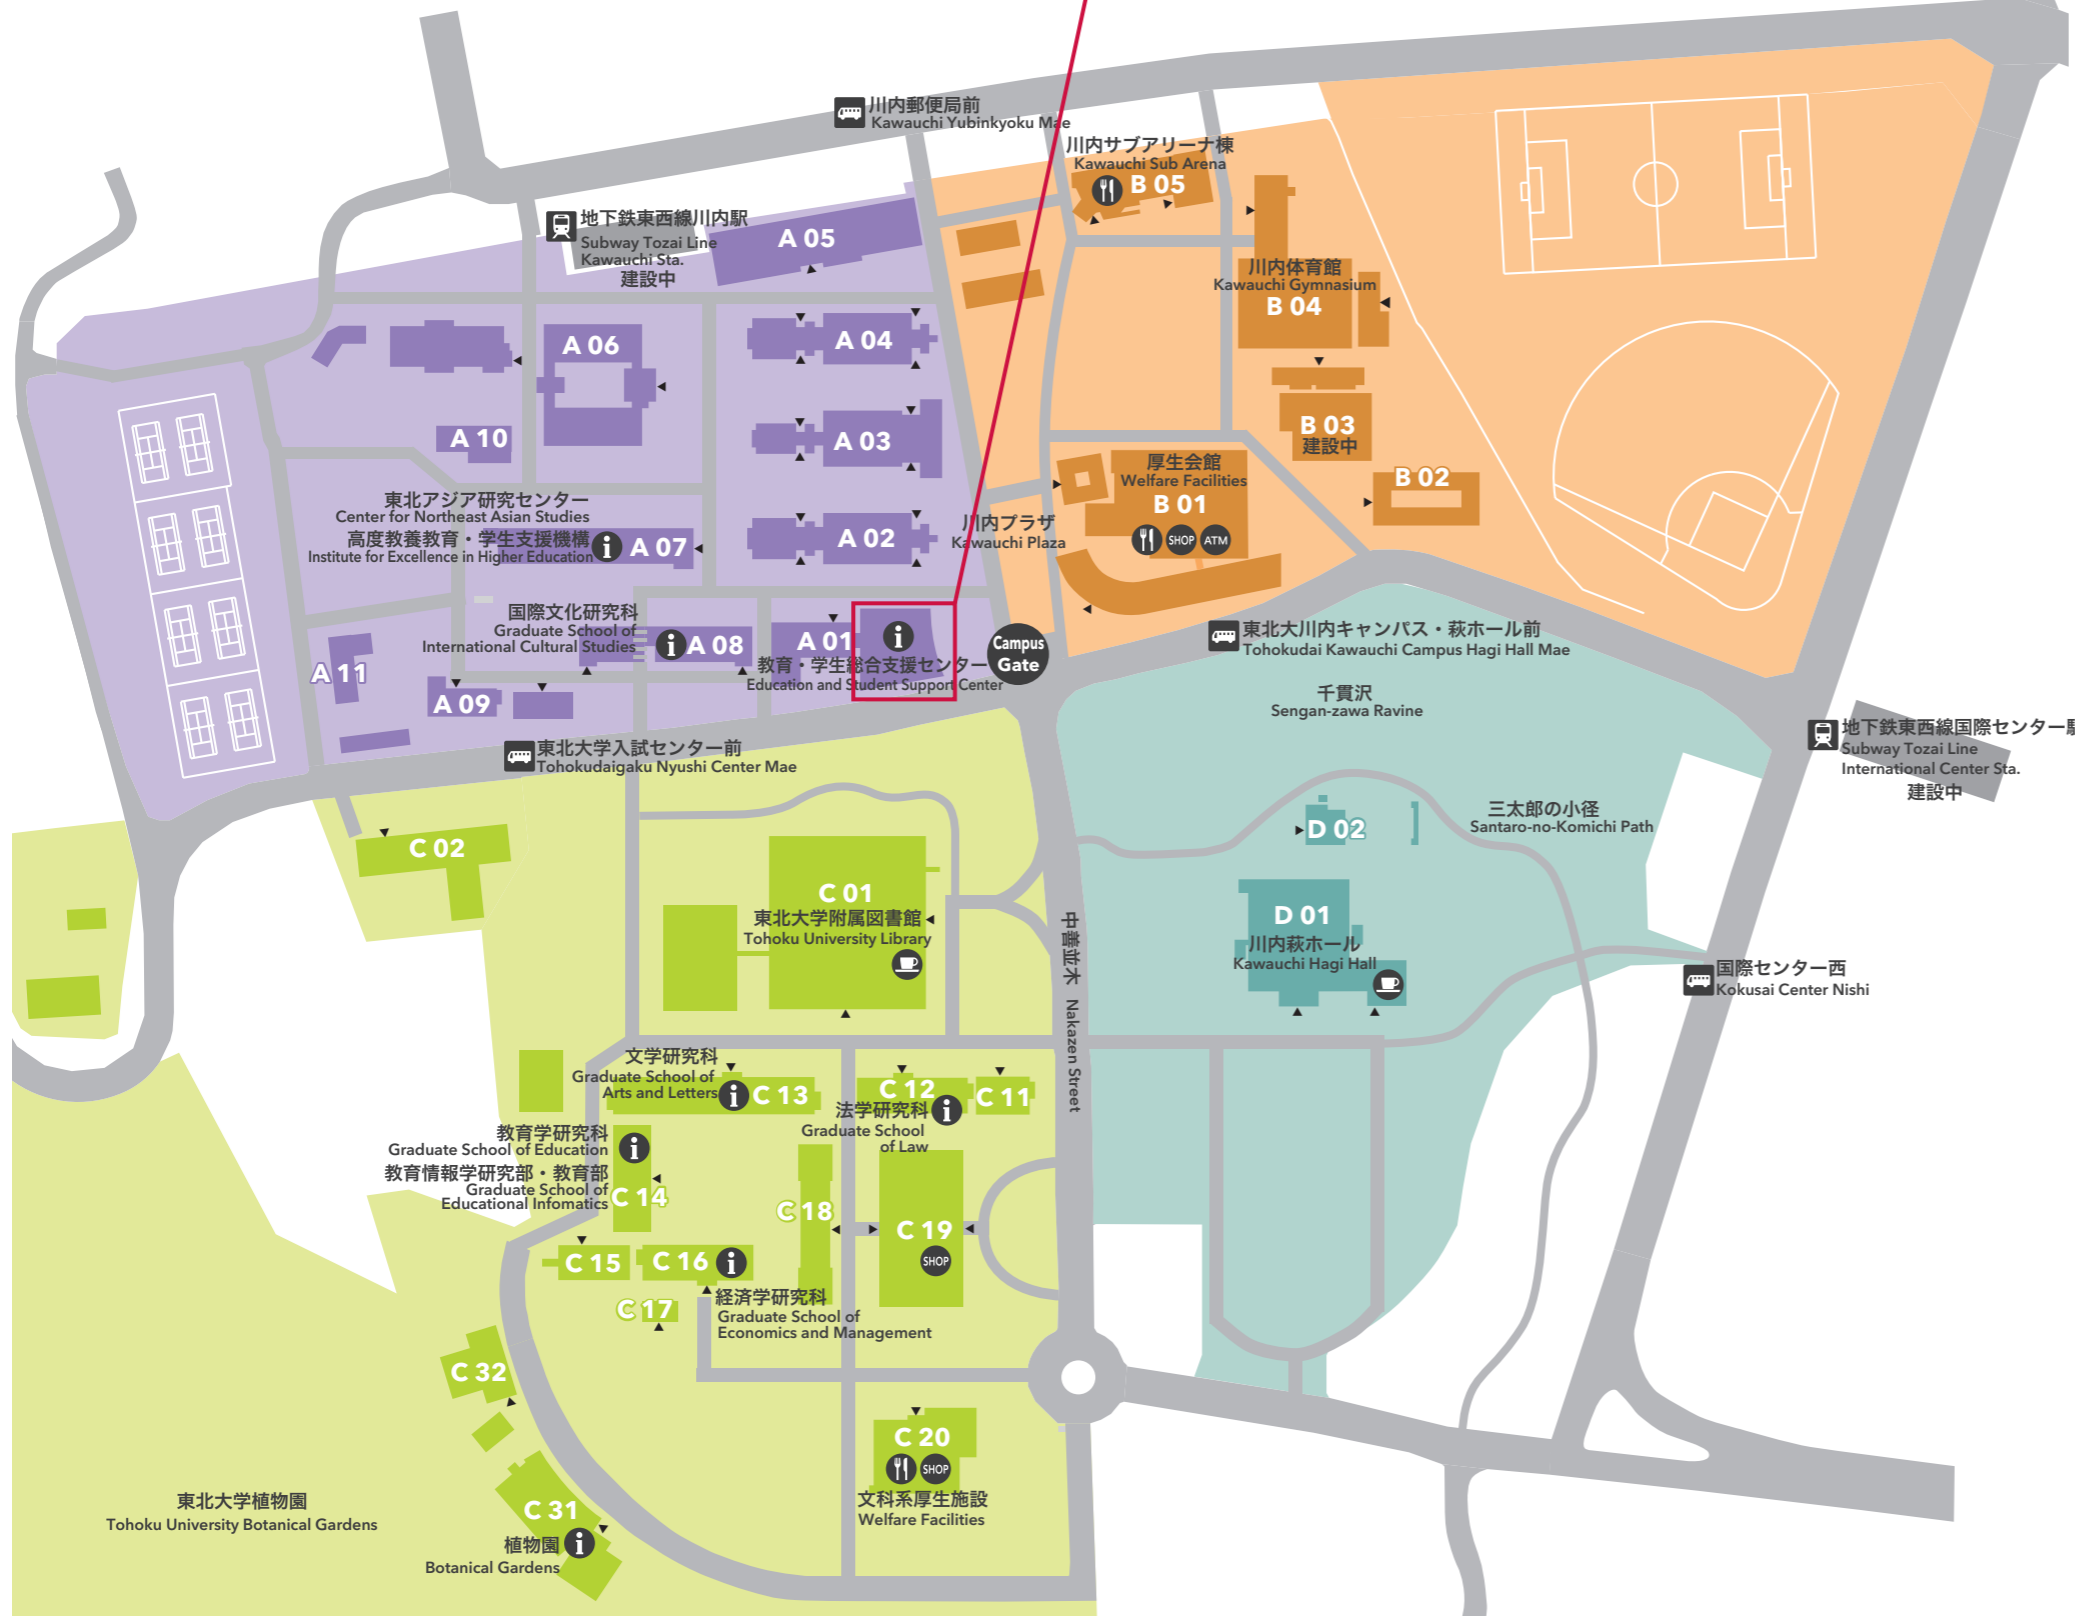 川内郵便局前
Kawauchi Yubinkyoku Mae
川内サブアリーナ棟
Kawauchi Sub Arena
B 05
地下鉄東西線川内駅
Subway Tozai Line
Kawauchi Sta.
建設中
A 05
川内体育館
Kawauchi Gymnasium
B 04
A 04
A 06
A 10
A 03
B 03
建設中
厚生会館
Welfare Facilities
B 01
SHOP
ATM
B 02
東北アジア研究センター
Center for Northeast Asian Studies
高度教養教育・学生支援機構
Institute for Excellence in Higher Education
i
A 07
A 02
川内プラザ
Kawauchi Plaza
国際文化研究科
Graduate School of
International Cultural Studies
i
A 08
A 01
i
教育・学生総合支援センター
Education and Student Support Center
Campus
Gate
東北大川内キャンパス・萩ホール前
Tohokudai Kawauchi Campus Hagi Hall Mae
A 11
A 09
千貫沢
Sengan-zawa Ravine
東北大学入試センター前
Tohokudaigaku Nyushi Center Mae
地下鉄東西線国際センター駅
Subway Tozai Line
International Center Sta.
建設中
三太郎の小径
Santaro-no-Komichi Path
D 02
C 02
C 01
東北大学附属図書館
Tohoku University Library
D 01
川内萩ホール
Kawauchi Hagi Hall
中善並木 Nakazen Street
国際センター西
Kokusai Center Nishi
文学研究科
Graduate School of
Arts and Letters
i
C 13
C 12
i
C 11
法学研究科
Graduate School
of Law
教育学研究科
Graduate School of Education
i
教育情報学研究部・教育部
Graduate School of
Educational Infomatics
C 14
C 18
C 19
SHOP
C 15
C 16
i
C 17
経済学研究科
Graduate School of
Economics and Management
C 32
C 20
SHOP
文科系厚生施設
Welfare Facilities
東北大学植物園
Tohoku University Botanical Gardens
C 31
i
植物園
Botanical Gardens